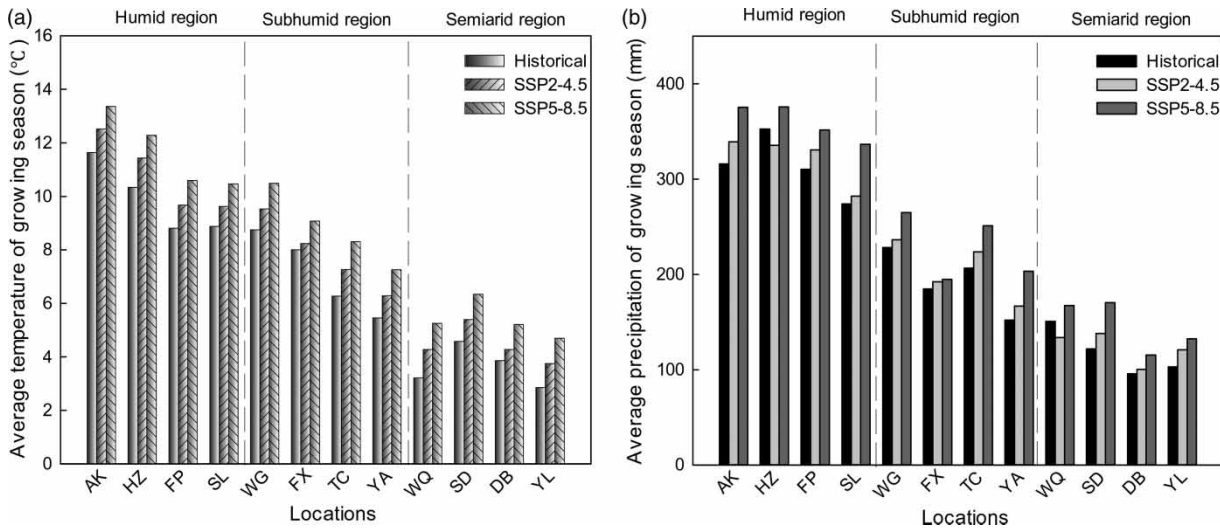 (a)
Humid region
Subhumid region
Semiarid region
Average temperature of growing season (℃)
16
14
12
10
8
6
4
2
0
Historical
SSP2-4.5
SSP5-8.5
AK
HZ
FP
SL
WG
FX
TC
YA
WQ
SD
DB
YL
Locations
(b)
Humid region
Subhumid region
Semiarid region
Average precipitation of growing season (mm)
400
300
200
100
0
Historical
SSP2-4.5
SSP5-8.5
AK
HZ
FP
SL
WG
FX
TC
YA
WQ
SD
DB
YL
Locations